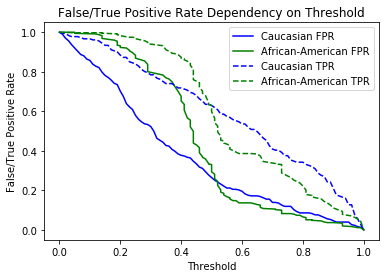 False/True Positive Rate Dependency on Threshold
Caucasian FPR
African-American FPR
Caucasian TPR
African-American TPR
False/True Positive Rate
1.0
0.8
0.6
0.4
0.2
0.0
0.0 0.2 0.4 0.6 0.8 1.0
Threshold